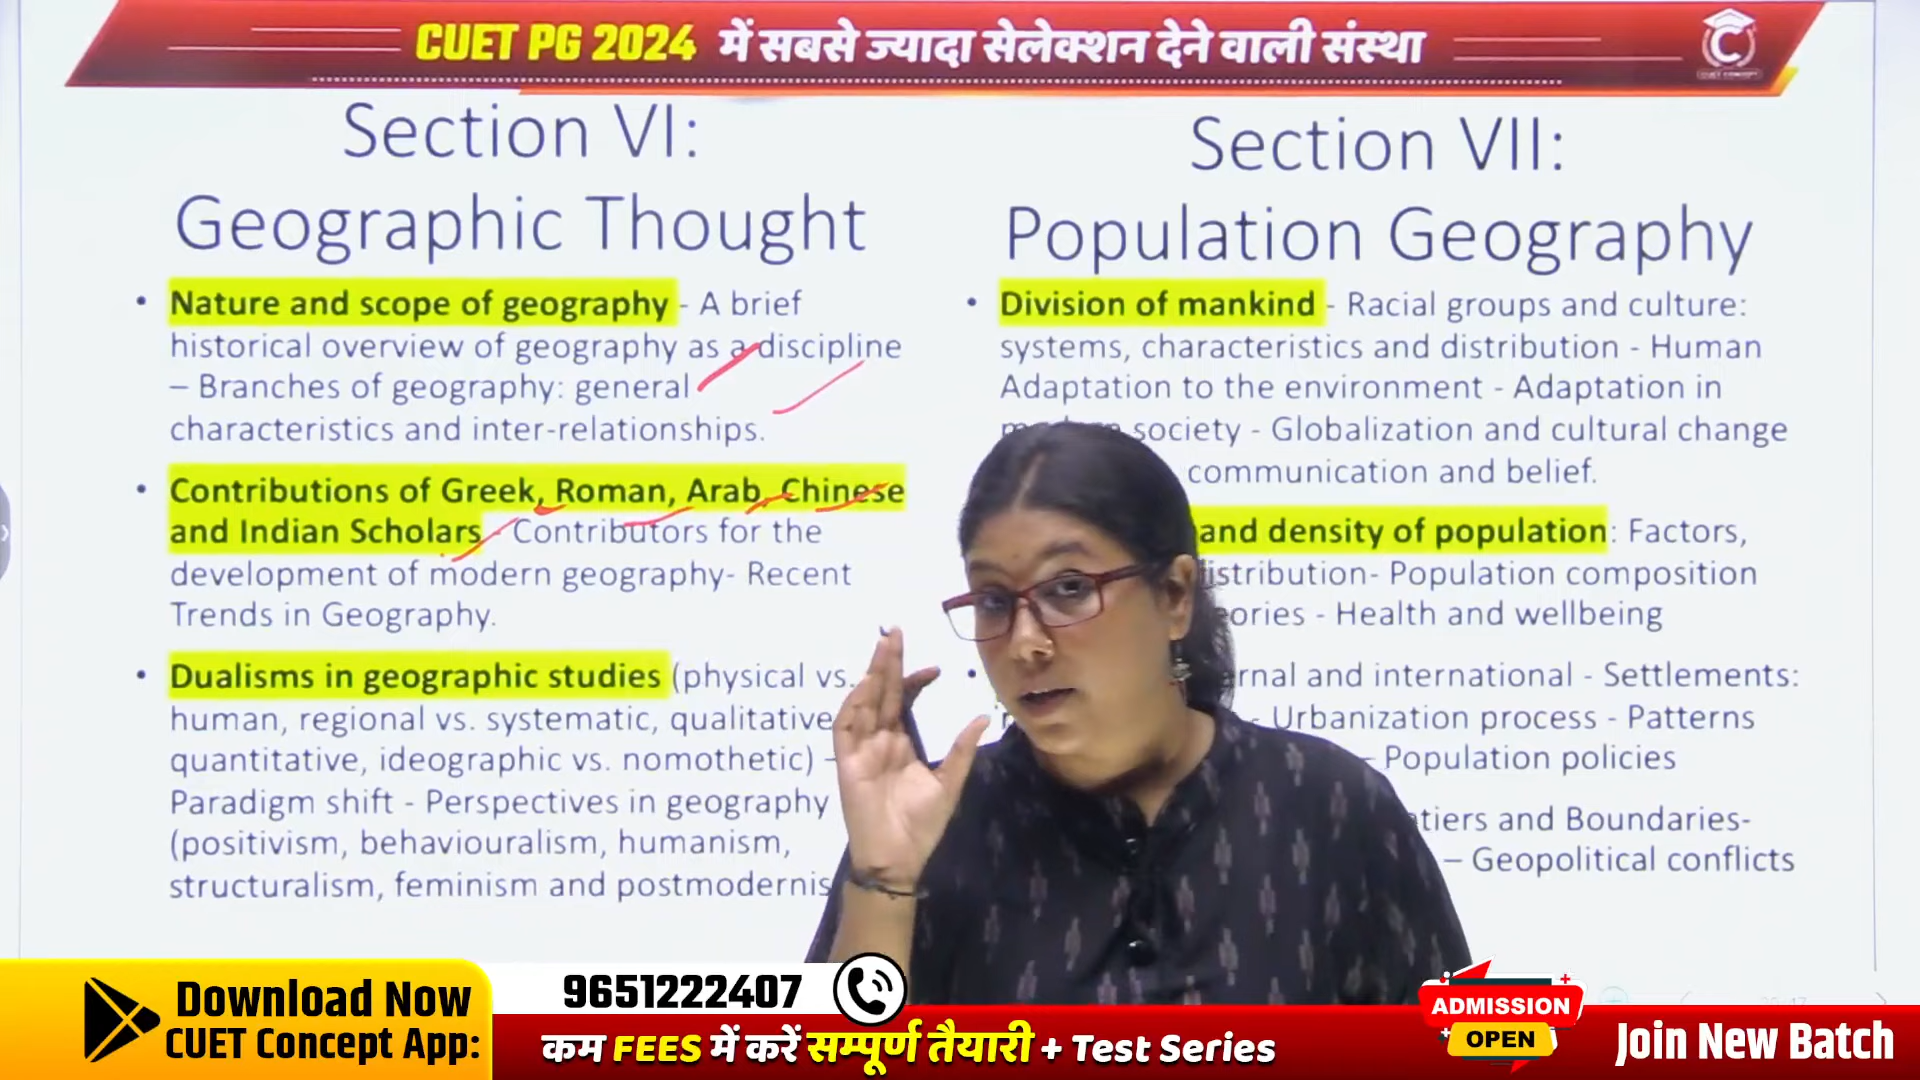 CUET PG 2024 में सबसे ज्यादा सेलेक्शन देने वाली संस्था
CUET CONCEPT
Section VI:
Geographic Thought
• Nature and scope of geography - A brief
historical overview of geography as a discipline
– Branches of geography: general
characteristics and inter-relationships.
• Contributions of Greek, Roman, Arab, Chinese
and Indian Scholars - Contributors for the
development of modern geography- Recent
Trends in Geography.
• Dualisms in geographic studies (physical vs.
human, regional vs. systematic, qualitative
quantitative, ideographic vs. nomothetic) –
Paradigm shift - Perspectives in geography
(positivism, behaviouralism, humanism,
structuralism, feminism and
Section VII:
Population Geography
• Division of mankind - Racial groups and culture:
systems, characteristics and distribution - Human
Adaptation to the environment - Adaptation in
society - Globalization and cultural change
communication and belief.
and density of population: Factors,
distribution- Population composition
- Health and wellbeing
• and international - Settlements:
- Urbanization process - Patterns
– Population policies
and Boundaries-
– Geopolitical conflicts
Download Now
CUET Concept App:
9651222407
कम FEES में करें सम्पूर्ण तैयारी + Test Series
ADMISSION
OPEN
Join New Batch